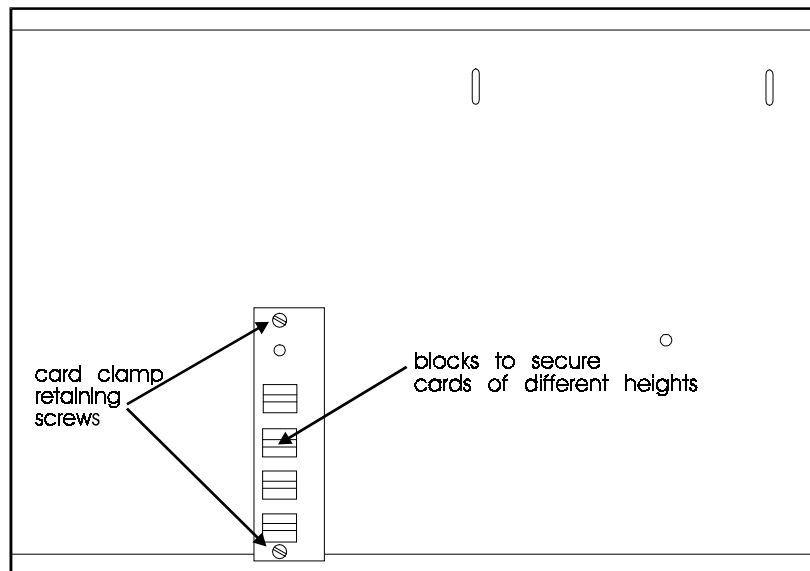 card clamp
retaining
screws
blocks to secure
cards of different heights